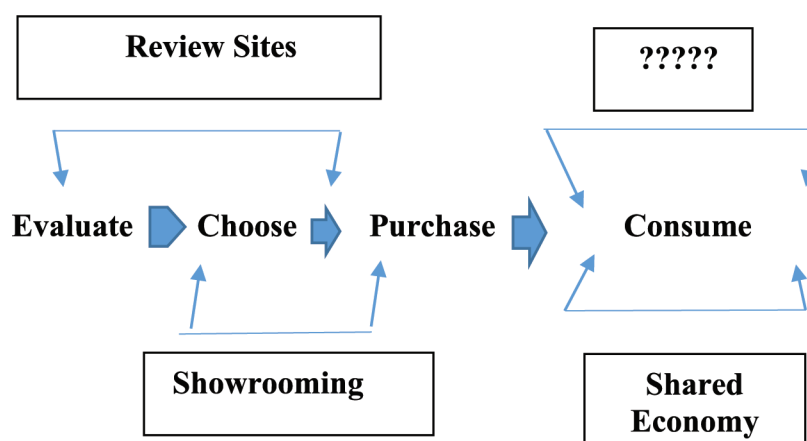 Review Sites
?????
Evaluate
Choose
Purchase
Consume
Showrooming
Shared
Economy